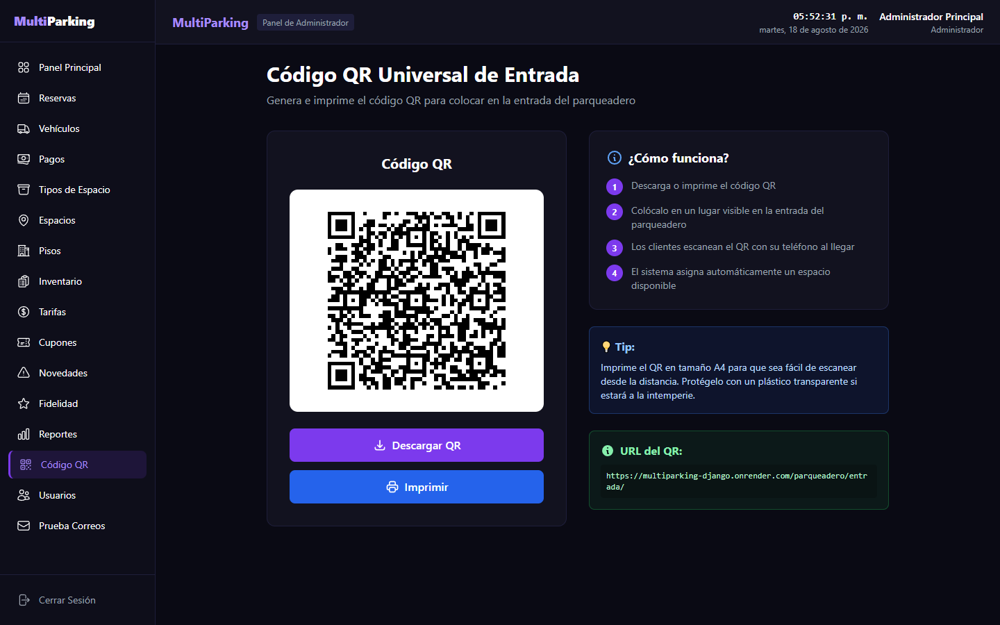 MultiParking
Panel Principal
Reservas
Vehículos
Pagos
Tipos de Espacio
Espacios
Pisos
Inventario
Tarifas
Cupones
Novedades
Fidelidad
Reportes
Código QR
Usuarios
Prueba Correos
Cerrar Sesión
MultiParking
Panel de Administrador
05:52:31 p. m.
martes, 18 de agosto de 2026
Administrador Principal
Administrador
Código QR Universal de Entrada
Genera e imprime el código QR para colocar en la entrada del parqueadero
Código QR
Descargar QR
Imprimir
¿Cómo funciona?
1 Descarga o imprime el código QR
2 Colócalo en un lugar visible en la entrada del
parqueadero
3 Los clientes escanean el QR con su teléfono al llegar
4 El sistema asigna automáticamente un espacio
disponible
Tip:
Imprime el QR en tamaño A4 para que sea fácil de escanear
desde la distancia. Protégelo con un plástico transparente si
estará a la intemperie.
URL del QR:
https://multiparking-django.onrender.com/parqueadero/entr
ada/